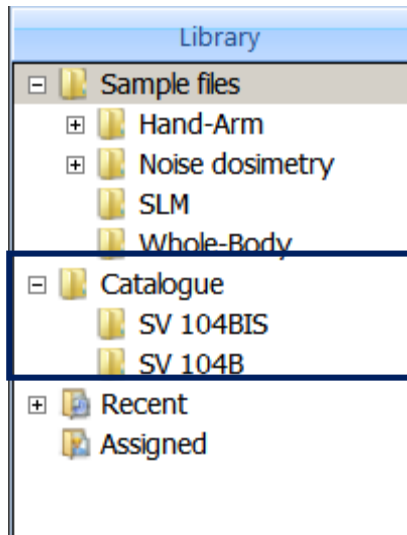 Library
Sample files
Hand-Arm
Noise dosimetry
SLM
Whole-Body
Catalogue
SV 104BIS
SV 104B
Recent
Assigned